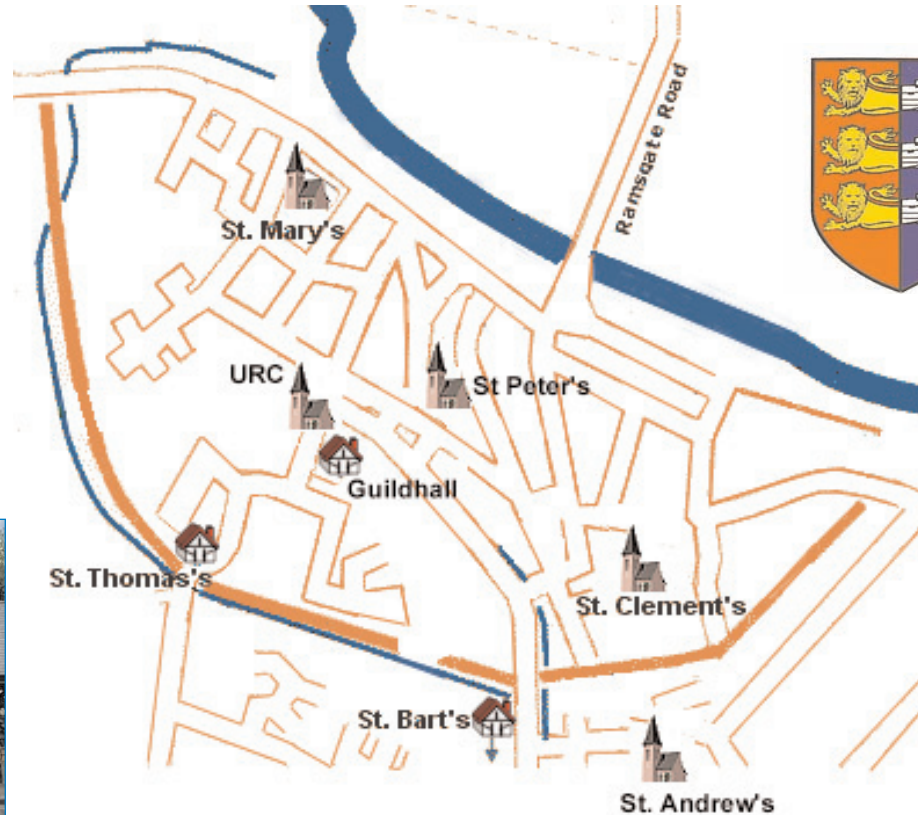 Ramsgate Road
St. Mary's
URC
St Peter's
Guildhall
St. Thomas's
St. Clement's
St. Bart's
St. Andrew's